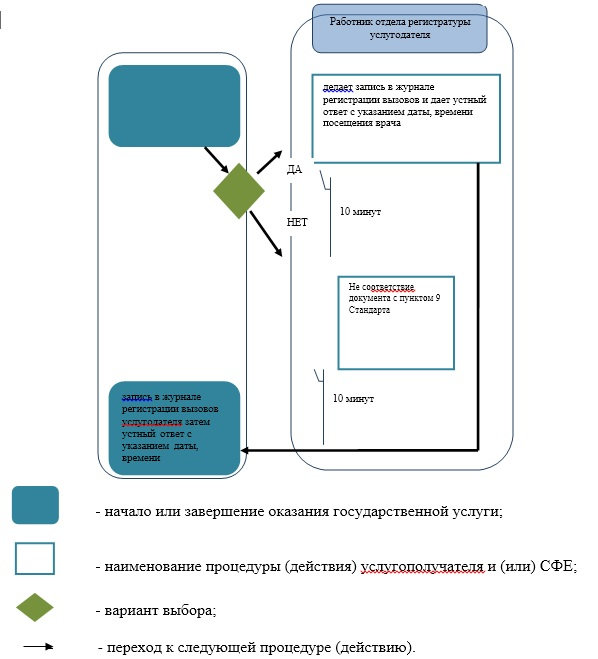 Работник отдела регистратуры
услугодателя
делает запись в журнале
регистрации вызовов и дает устный
ответ с указанием даты, времени
посещения врача
ДА
10 минут
НЕТ
Не соответствие
документа с пунктом 9
Стандарта
10 минут
запись в журнале
регистрации вызовов
услугодателя затем
устный ответ с
указанием даты,
времени
- начало или завершение оказания государственной услуги;
- наименование процедуры (действия) услугополучателя и (или) СФЕ;
- вариант выбора;
- переход к следующей процедуре (действию).